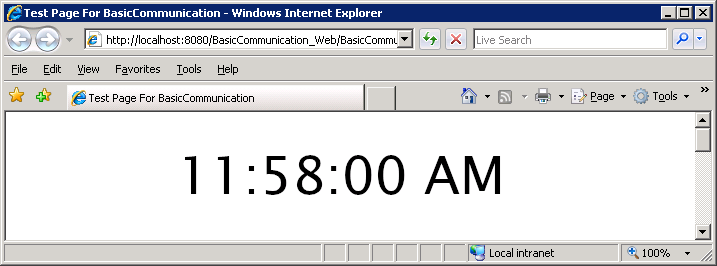 Test Page For BasicCommunication - Windows Internet Explorer
http://localhost:8080/BasicCommunication_Web/BasicCommu
Live Search
File Edit View Favorites Tools Help
Test Page For BasicCommunication
Page Tools »
11:58:00 AM
Local intranet
100%